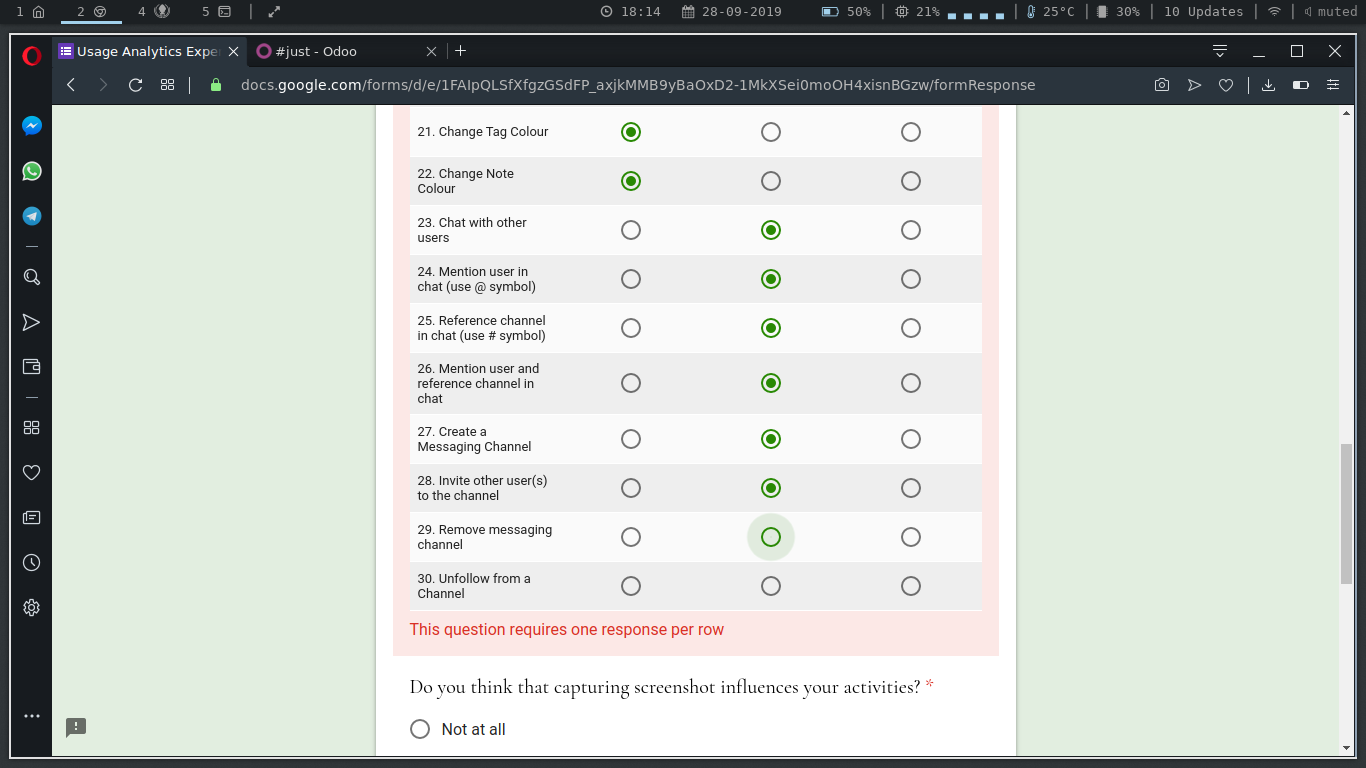 1 2 4 5 18:14 28-09-2019 50% 21% 25°C 30% 10 Updates muted
Usage Analytics Expe #just - Odoo
docs.google.com/forms/d/e/1FAIpQLSfXfgzGSdFP_axjkMMB9yBaOxD2-1MkXSei0moOH4xisnBGzw/formResponse
21. Change Tag Colour
22. Change Note
Colour
23. Chat with other
users
24. Mention user in
chat (use @ symbol)
25. Reference channel
in chat (use # symbol)
26. Mention user and
reference channel in
chat
27. Create a
Messaging Channel
28. Invite other user(s)
to the channel
29. Remove messaging
channel
30. Unfollow from a
Channel
This question requires one response per row
Do you think that capturing screenshot influences your activities? *
Not at all